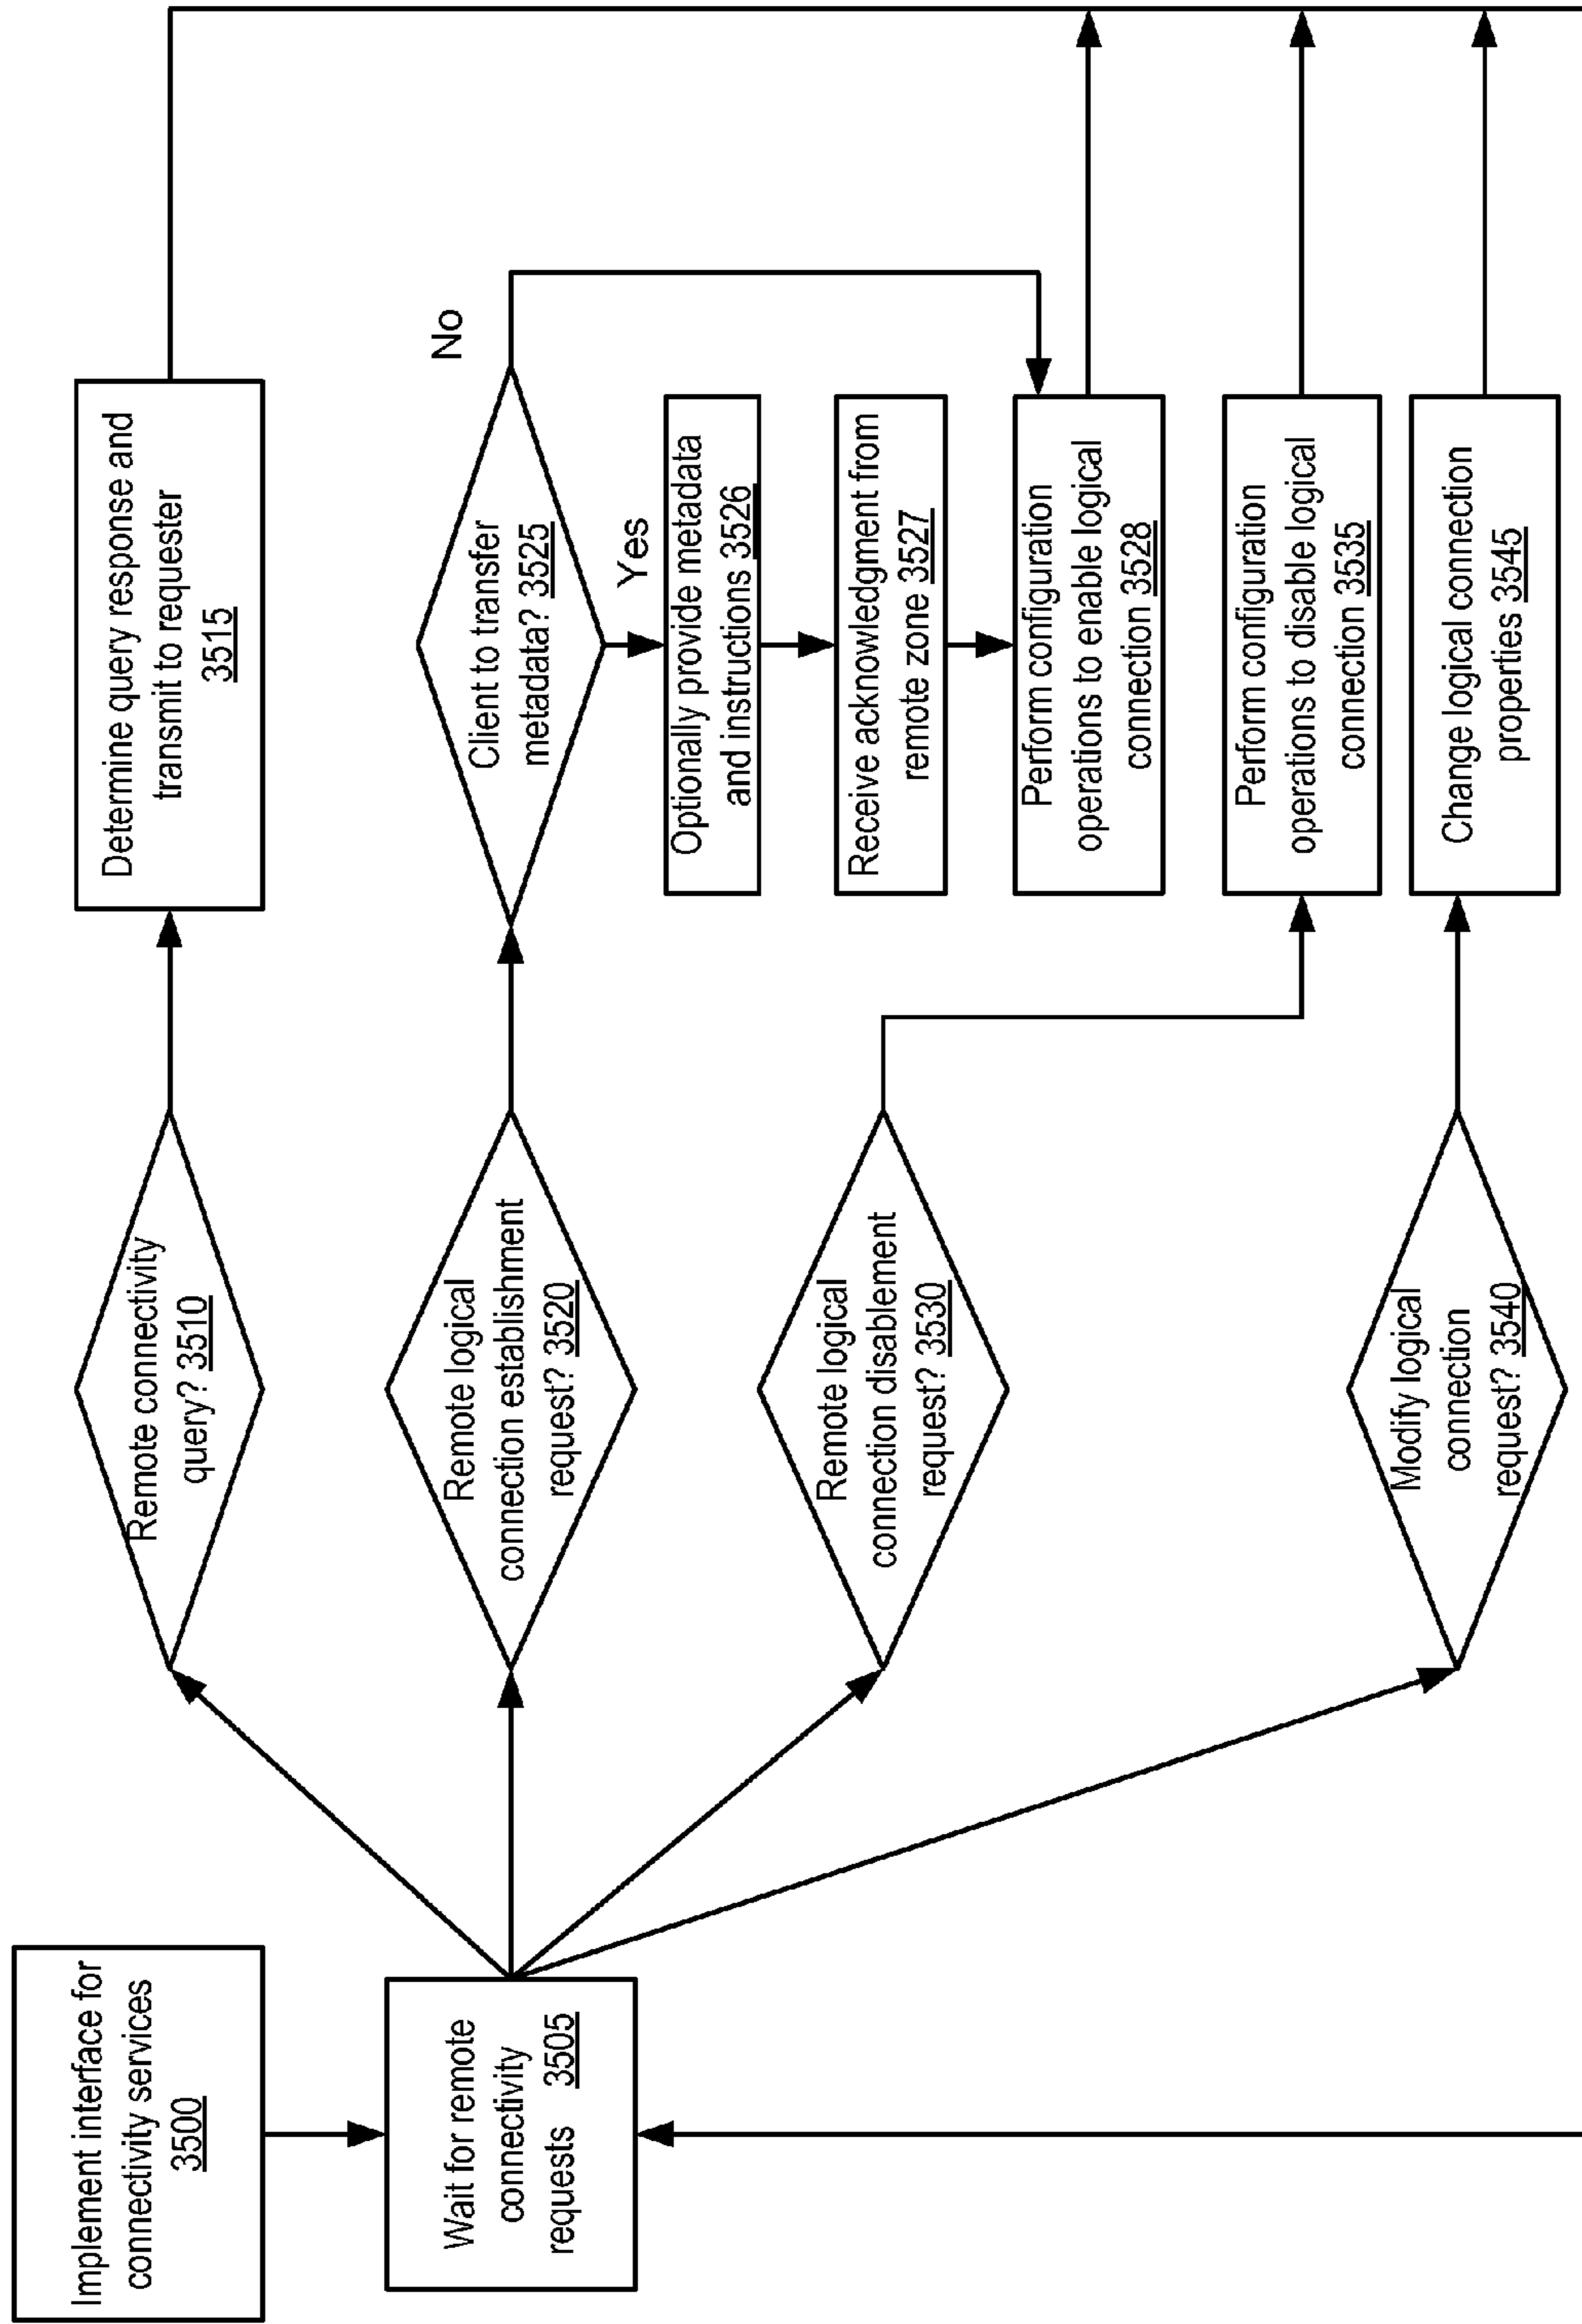 Implement interface for
connectivity services
3500
Wait for remote
connectivity
requests 3505
Remote connectivity
query? 3510
Determine query response and
transmit to requester
3515
Remote logical
connection establishment
request? 3520
Client to transfer
metadata? 3525
No
Yes
Optionally provide metadata
and instructions 3526
Receive acknowledgment from
remote zone 3527
Perform configuration
operations to enable logical
connection 3528
Remote logical
connection disablement
request? 3530
Perform configuration
operations to disable logical
connection 3535
Modify logical
connection
request? 3540
Change logical connection
properties 3545